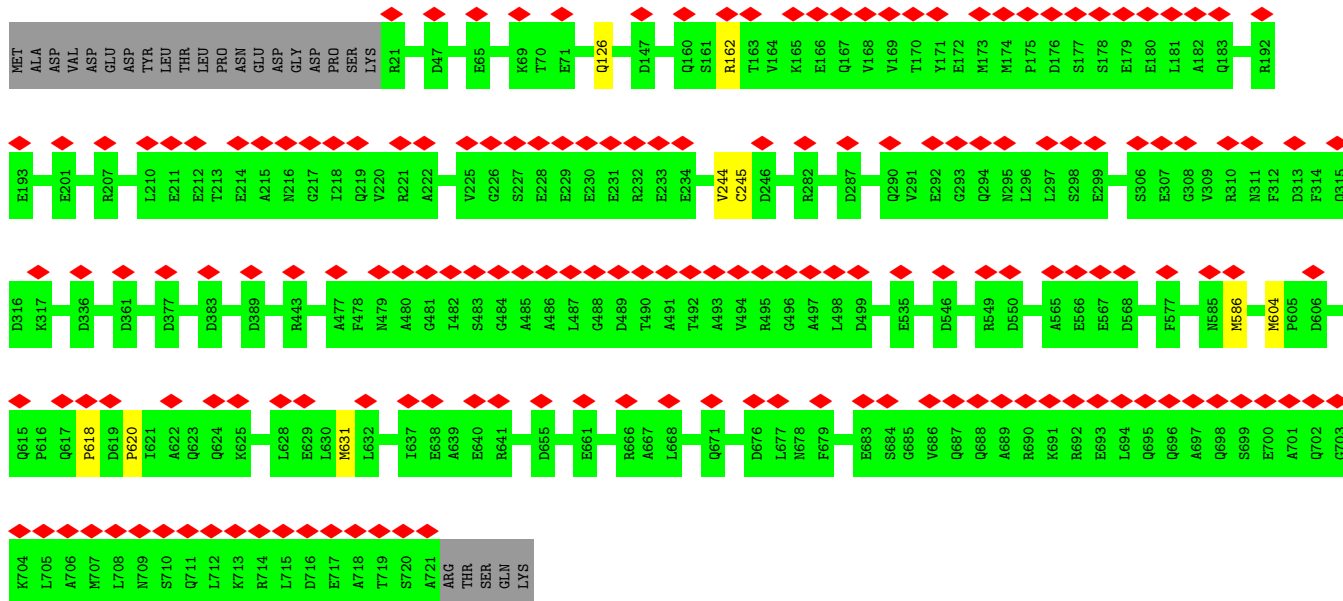 MET ALA ASP VAL ASP GLU ASP TYR LEU THR LEU PRO ASN GLU ASP GLY ASP PRO SER LYS R21 D47 E65 K69 T70 E71 Q126 D147 Q160 S161 R162 T163 V164 K165 E166 Q167 V168 V169 T170 Y171 E172 M173 M174 P175 D176 S177 S178 E179 E180 L181 A182 Q183 R192
E193 E201 R207 L210 E211 E212 T213 E214 A215 N216 G217 I218 Q219 V220 R221 A222 V225 G226 S227 E228 E229 E230 E231 R232 E233 E234 V244 C245 D246 R282 D287 Q290 V291 E292 G293 Q294 N295 L296 L297 S298 E299 S306 E307 G308 V309 R310 N311 F312 D313 F314 Q315
D316 K317 D336 D361 D377 D383 D389 R443 A477 F478 N479 A480 G481 I482 S483 G484 A485 A486 L487 G488 D489 T490 A491 T492 A493 V494 R495 G496 A497 L498 D499 E535 D546 R549 D550 A565 E566 E567 D568 F577 N585 M586 M604 P605 D606
Q615 P616 Q617 P618 D619 P620 I621 A622 Q623 Q624 K625 L628 E629 L630 M631 L632 I637 E638 A639 E640 R641 D655 E661 R666 A667 L668 Q671 D676 L677 N678 F679 E683 S684 G685 V686 Q687 Q688 A689 R690 K691 R692 E693 L694 Q695 Q696 A697 Q698 S699 E700 A701 Q702 G703
K704 L705 A706 M707 L708 N709 S710 Q711 L712 K713 R714 L715 D716 E717 A718 T719 S720 A721 ARG THR SER GLN LYS